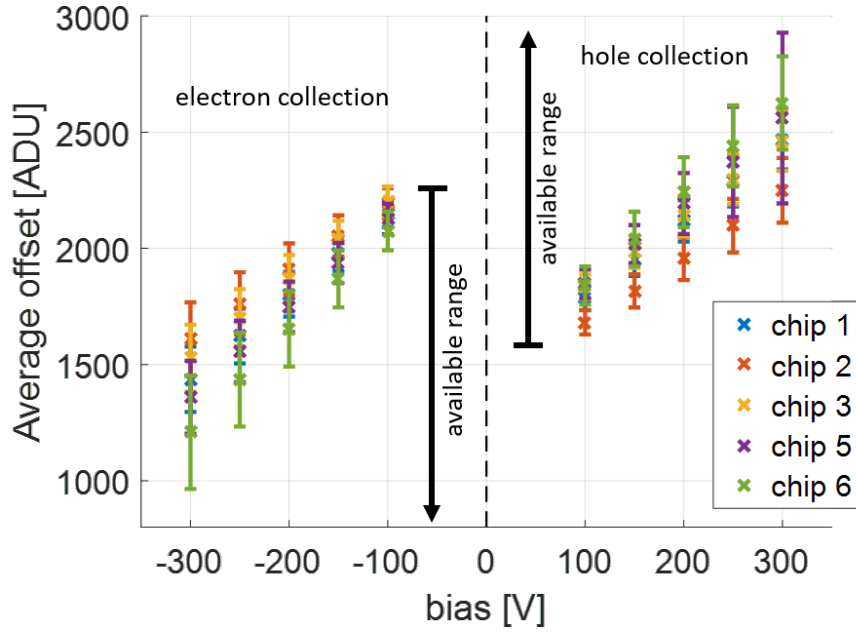 3000
2500
2000
1500
1000
Average offset [ADU]
electron collection
hole collection
available range
available range
chip 1
chip 2
chip 3
chip 5
chip 6
-300 -200 -100 0 100 200 300
bias [V]